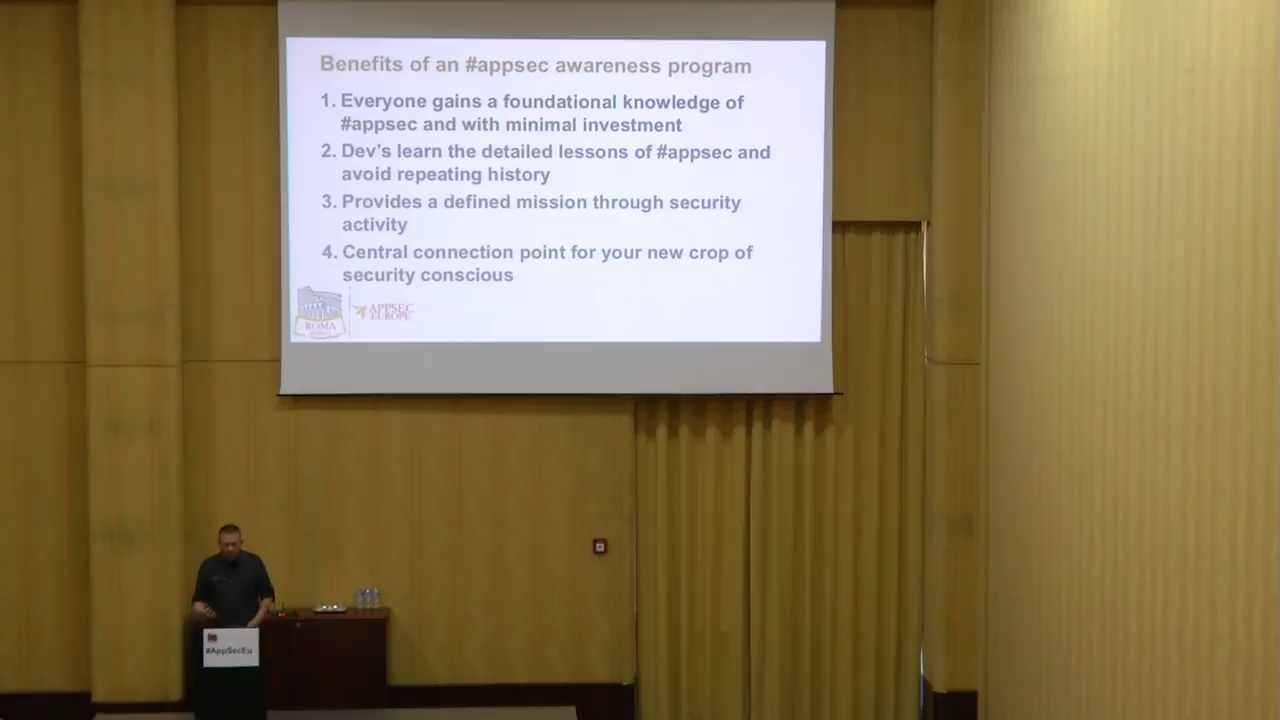 Benefits of an #appsec awareness program
1. Everyone gains a foundational knowledge of
#appsec and with minimal investment
2. Dev's learn the detailed lessons of #appsec and
avoid repeating history
3. Provides a defined mission through security
activity
4. Central connection point for your new crop of
security conscious
ROMA
APPSEC
EUROPE
#AppSecEu